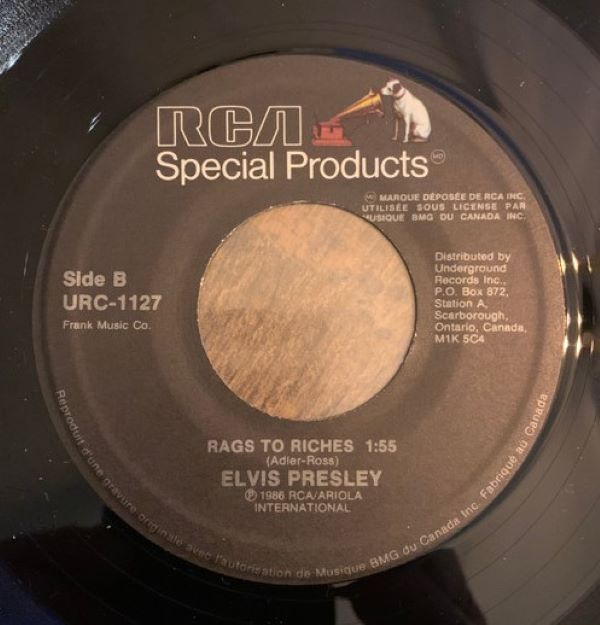 RCA
Special Products MD
MD MARQUE DÉPOSÉE DE RCA INC.
UTILISÉE SOUS LICENSE PAR
MUSIQUE BMG DU CANADA INC.
Side B
URC-1127
Frank Music Co.
Distributed by
Underground
Records Inc.,
P.O. Box 872,
Station A,
Scarborough,
Ontario, Canada,
M1K 5C4
RAGS TO RICHES 1:55
(Adler-Ross)
ELVIS PRESLEY
℗ 1986 RCA/ARIOLA
INTERNATIONAL
Reproduit d'une gravure originale avec l'autorisation de Musique BMG du Canada Inc. Fabriqué au Canada